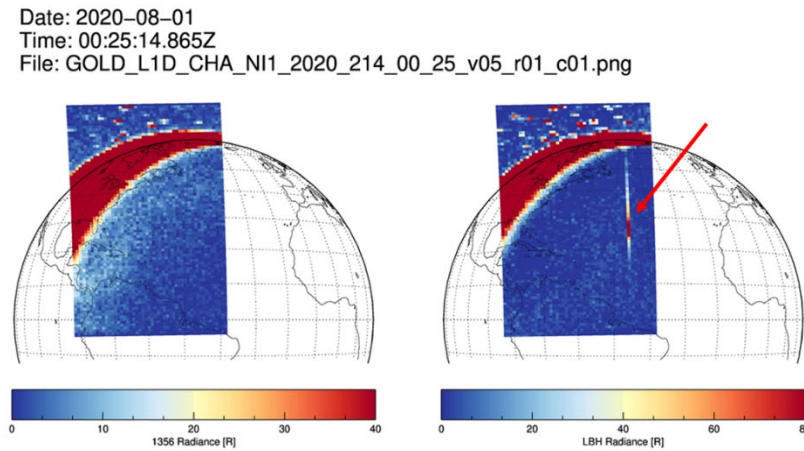 Date: 2020–08–01
Time: 00:25:14.865Z
File: GOLD_L1D_CHA_NI1_2020_214_00_25_v05_r01_c01.png
0 10 20 30 40
1356 Radiance [R]
0 20 40 60
LBH Radiance [R]